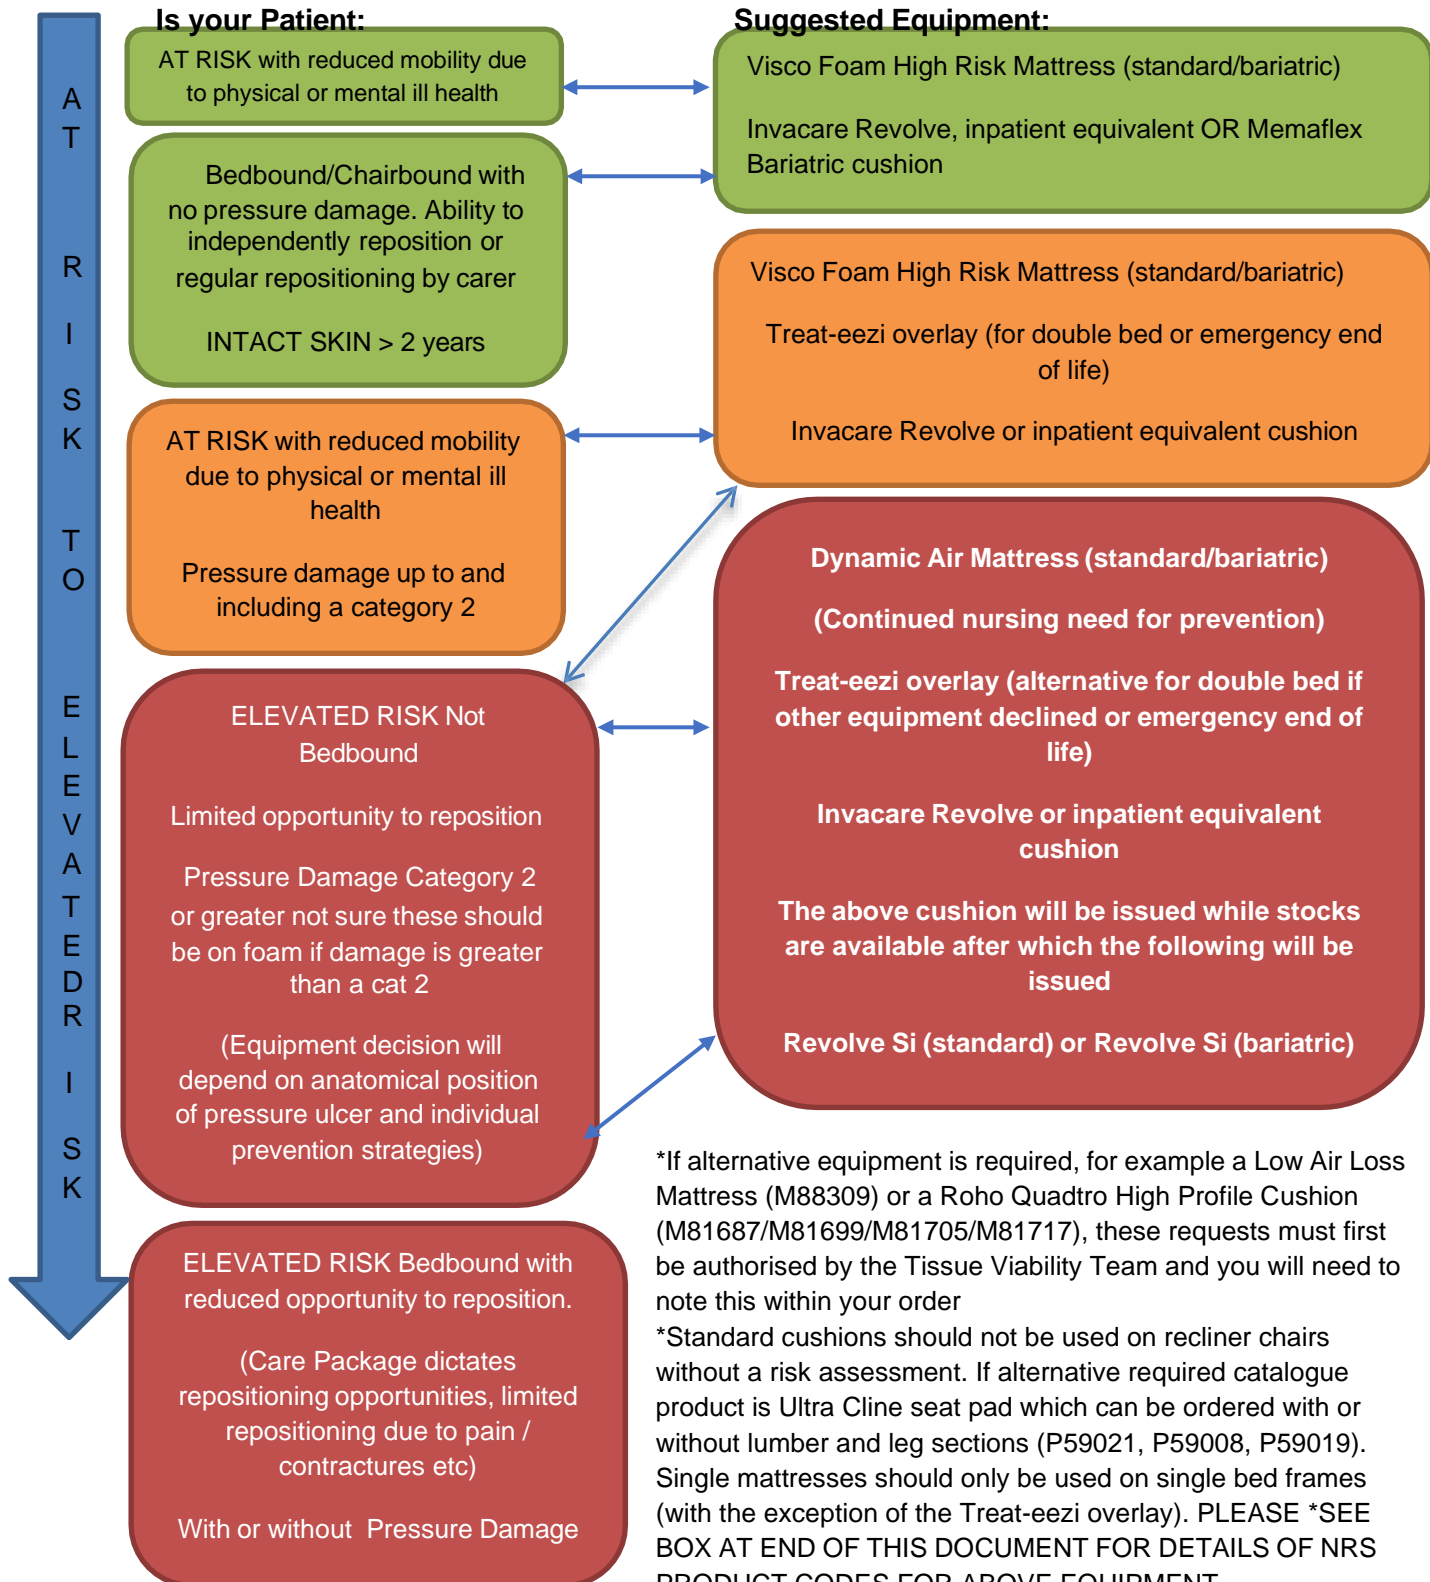 Is your Patient:
AT RISK with reduced mobility due
to physical or mental ill health
Bedbound/Chairbound with
no pressure damage. Ability to
independently reposition or
regular repositioning by carer
INTACT SKIN > 2 years
AT RISK with reduced mobility
due to physical or mental ill
health
Pressure damage up to and
including a category 2
ELEVATED RISK Not
Bedbound
Limited opportunity to reposition
Pressure Damage Category 2
or greater not sure these should
be on foam if damage is greater
than a cat 2
(Equipment decision will
depend on anatomical position
of pressure ulcer and individual
prevention strategies)
ELEVATED RISK Bedbound with
reduced opportunity to reposition.
(Care Package dictates
repositioning opportunities, limited
repositioning due to pain /
contractures etc)
With or without Pressure Damage
Suggested Equipment:
Visco Foam High Risk Mattress (standard/bariatric)
Invacare Revolve, inpatient equivalent OR Memaflex
Bariatric cushion
Visco Foam High Risk Mattress (standard/bariatric)
Treat-eezi overlay (for double bed or emergency end
of life)
Invacare Revolve or inpatient equivalent cushion
Dynamic Air Mattress (standard/bariatric)
(Continued nursing need for prevention)
Treat-eezi overlay (alternative for double bed if
other equipment declined or emergency end of
life)
Invacare Revolve or inpatient equivalent
cushion
The above cushion will be issued while stocks
are available after which the following will be
issued
Revolve Si (standard) or Revolve Si (bariatric)
*If alternative equipment is required, for example a Low Air Loss
Mattress (M88309) or a Roho Quadtro High Profile Cushion
(M81687/M81699/M81705/M81717), these requests must first
be authorised by the Tissue Viability Team and you will need to
note this within your order
*Standard cushions should not be used on recliner chairs
without a risk assessment. If alternative required catalogue
product is Ultra Cline seat pad which can be ordered with or
without lumber and leg sections (P59021, P59008, P59019).
Single mattresses should only be used on single bed frames
(with the exception of the Treat-eezi overlay). PLEASE *SEE
BOX AT END OF THIS DOCUMENT FOR DETAILS OF NRS
PRODUCT CODES FOR ABOVE EQUIPMENT
A
T
R
I
S
K
T
O
E
L
E
V
A
T
E
D
R
I
S
K